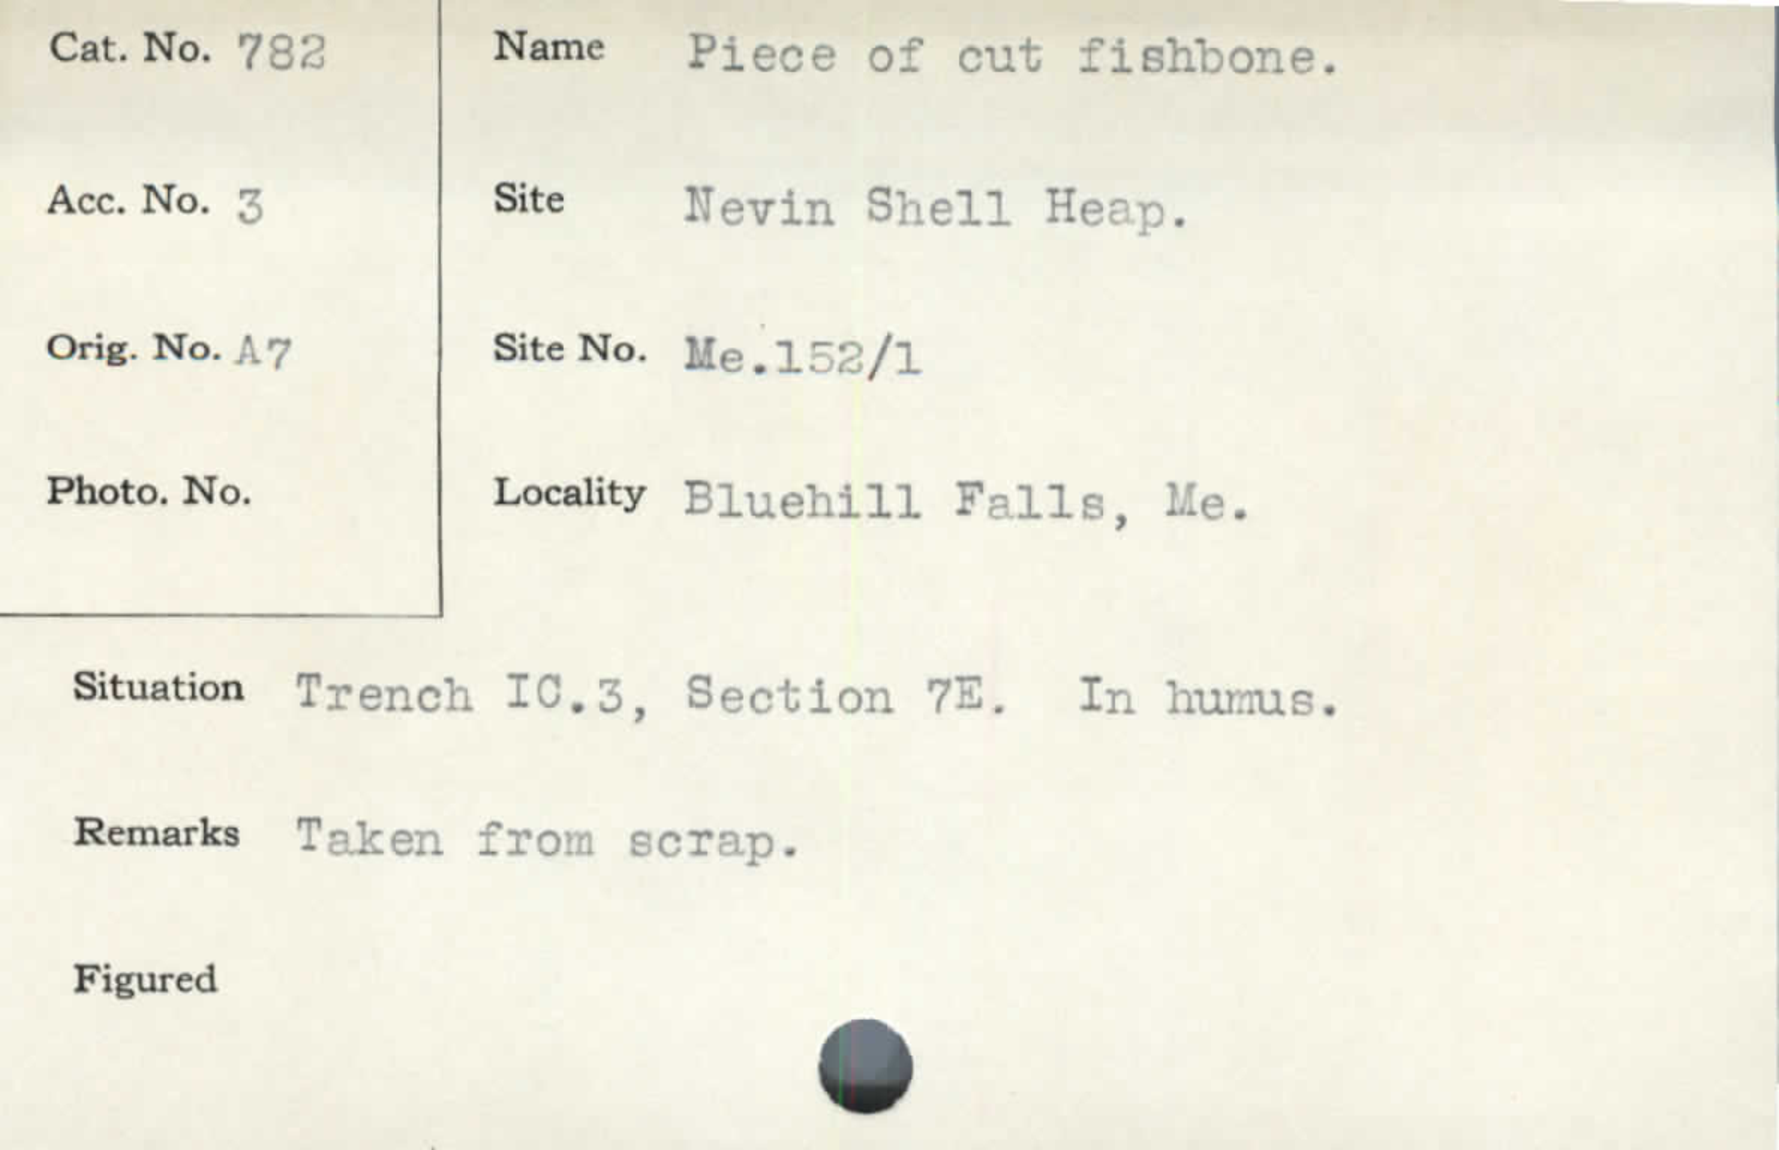 Cat. No. 782
Name Piece of cut fishbone.
Acc. No. 3
Site Nevin Shell Heap.
Orig. No. A7
Site No. Me.152/1
Photo. No.
Locality Bluehill Falls, Me.
Situation Trench IC.3, Section 7E. In humus.
Remarks Taken from scrap.
Figured